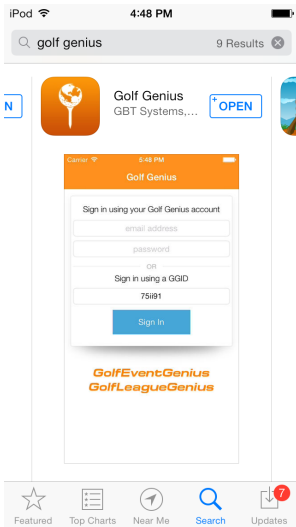 iPod 4:48 PM
golf genius 9 Results
N
Golf Genius
GBT Systems,...
+OPEN
Carrier 5:48 PM
Golf Genius
Sign in using your Golf Genius account
email address
password
OR
Sign in using a GGID
75ii91
Sign In
GolfEventGenius
GolfLeagueGenius
7
Featured Top Charts Near Me Search Updates